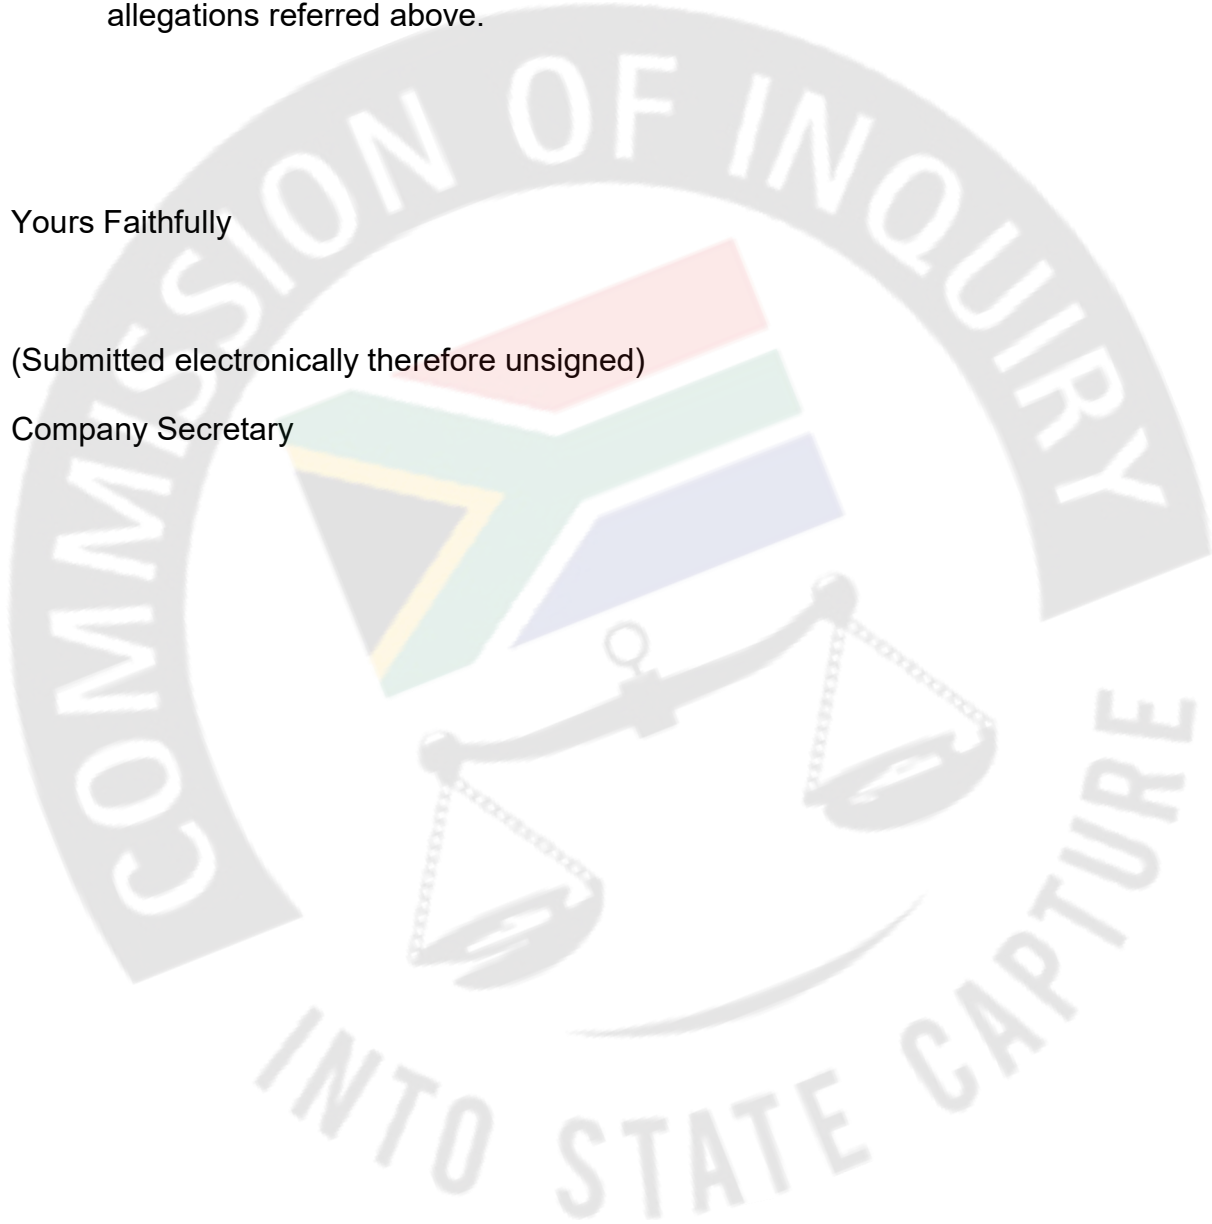 allegations referred above.
Yours Faithfully
(Submitted electronically therefore unsigned)
Company Secretary
COMMISSION OF INQUIRY
INTO STATE CAPTURE